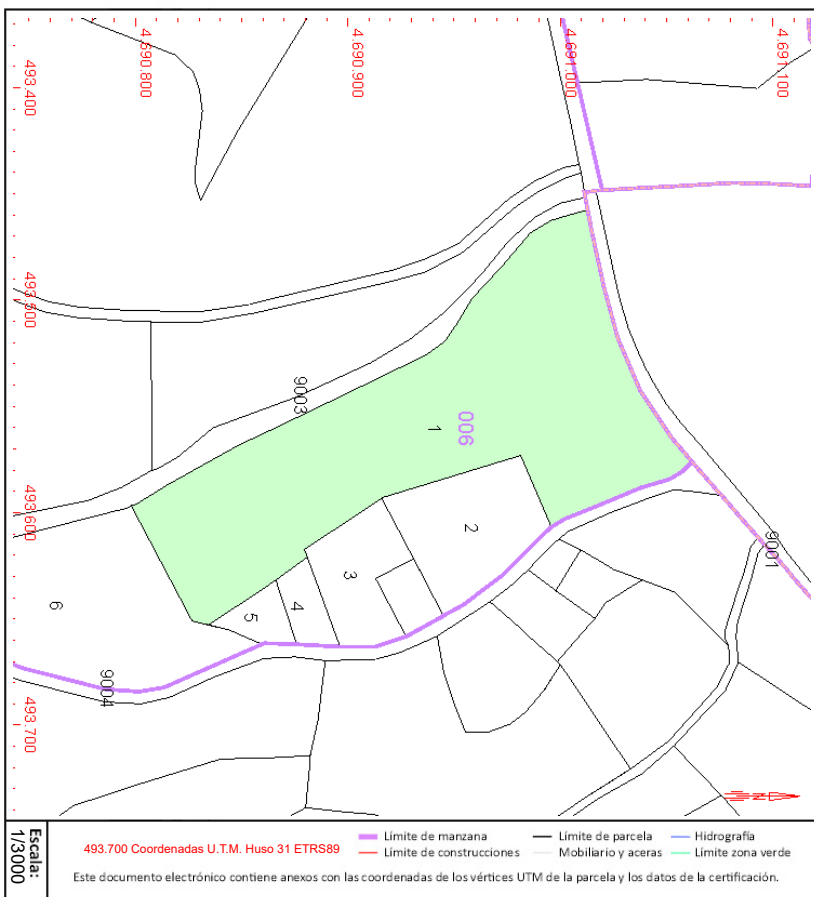 4.690.800
4.690.900
4.691.000
4.691.100
493.400
493.500
493.600
493.700
9003
006
1
2
3
4
5
6
9001
9004
N
Escala:
1/3000
493.700 Coordenadas U.T.M. Huso 31 ETRS89
Límite de manzana
Límite de parcela
Hidrografía
Límite de construcciones
Mobiliario y aceras
Límite zona verde
Este documento electrónico contiene anexos con las coordenadas de los vértices UTM de la parcela y los datos de la certificación.